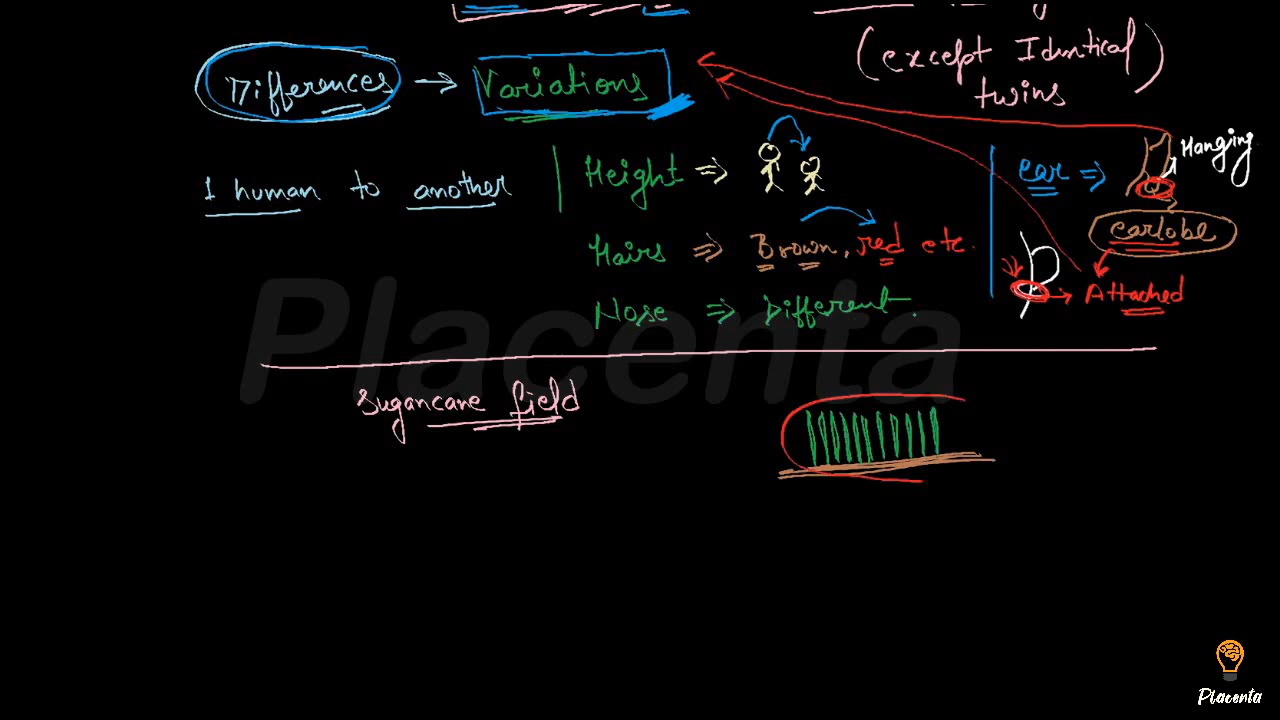 (except Identical
twins
Differences → Variations
1 human to another
Height ⇒
Hairs ⇒ Brown, red etc.
Nose ⇒ Different.
ear ⇒
Hanging
earlobe
Attached
Placenta
Sugarcane field
Placenta